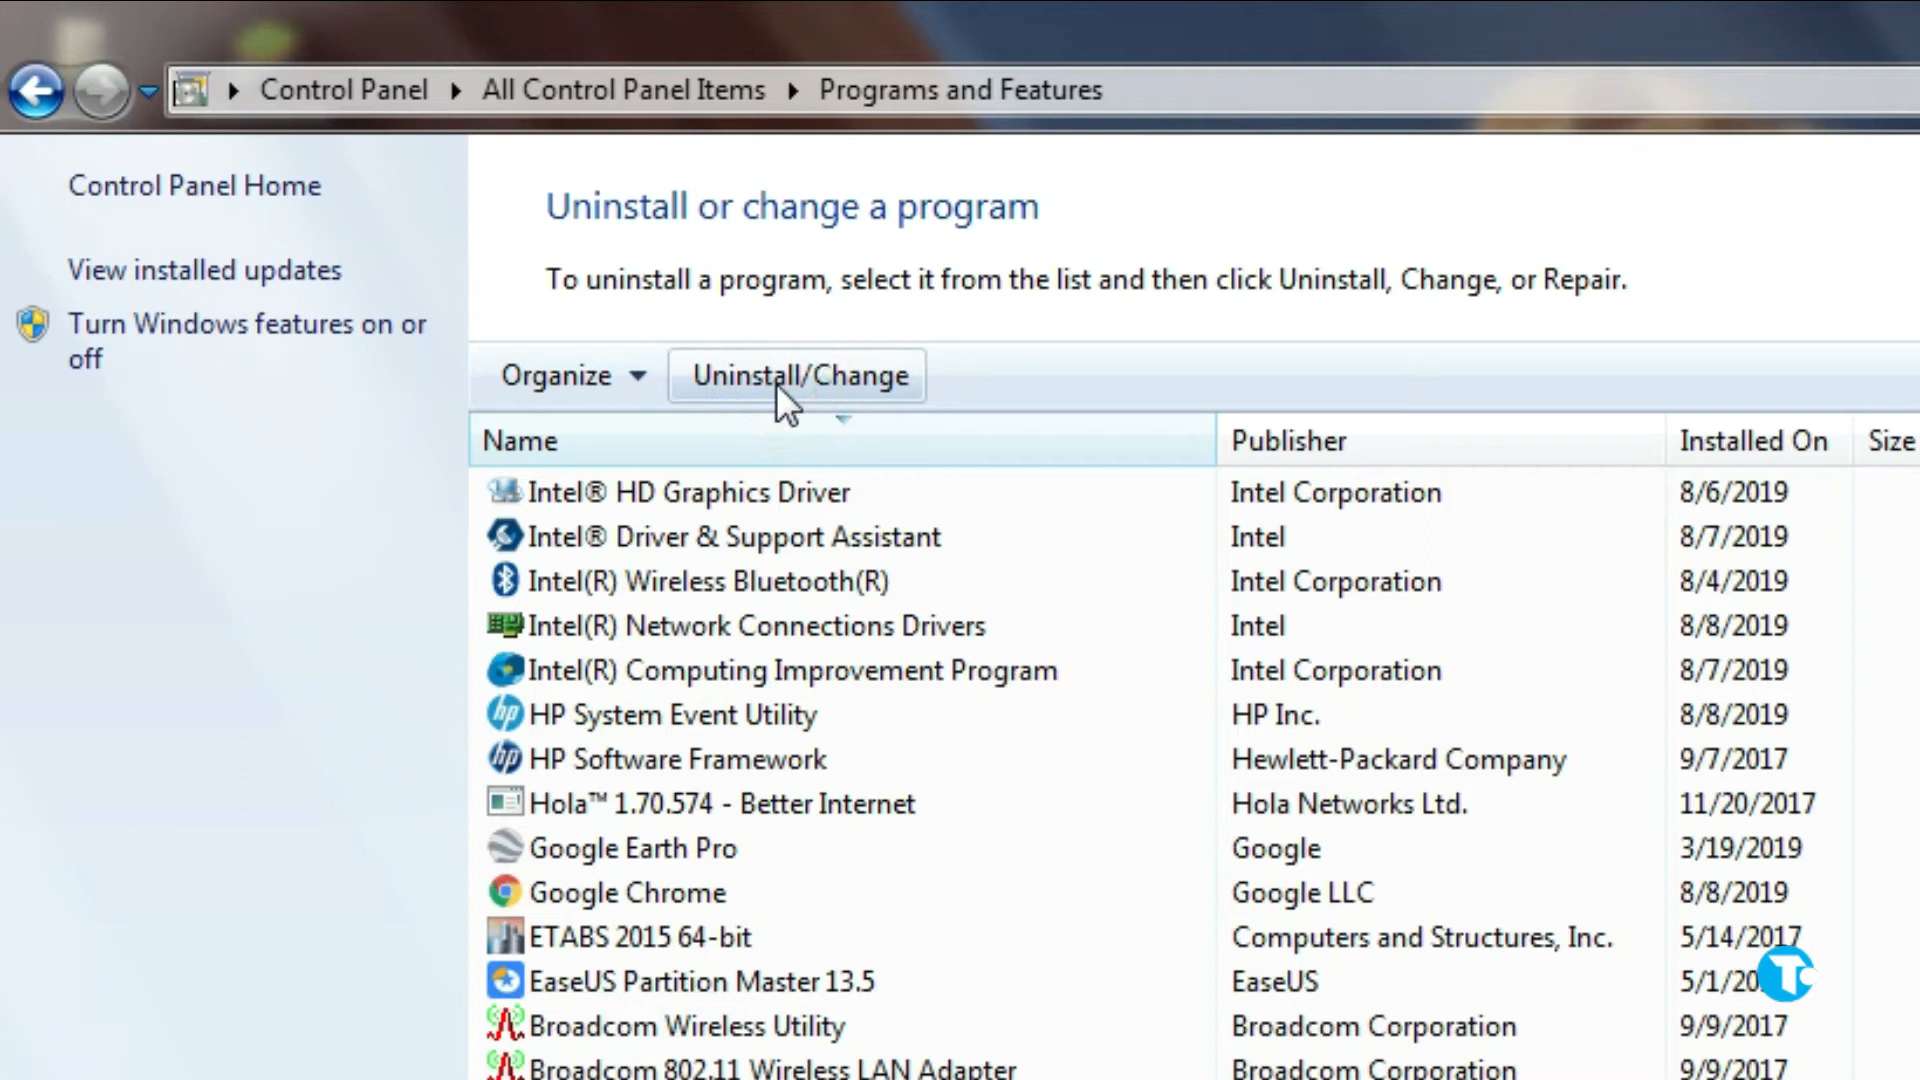 Control Panel ▸ All Control Panel Items ▸ Programs and Features
Control Panel Home
View installed updates
Turn Windows features on or
off
Uninstall or change a program
To uninstall a program, select it from the list and then click Uninstall, Change, or Repair.
Organize Uninstall/Change
Name Publisher Installed On Size
Intel® HD Graphics Driver Intel Corporation 8/6/2019
Intel® Driver & Support Assistant Intel 8/7/2019
Intel(R) Wireless Bluetooth(R) Intel Corporation 8/4/2019
Intel(R) Network Connections Drivers Intel 8/8/2019
Intel(R) Computing Improvement Program Intel Corporation 8/7/2019
HP System Event Utility HP Inc. 8/8/2019
HP Software Framework Hewlett-Packard Company 9/7/2017
Hola™ 1.70.574 - Better Internet Hola Networks Ltd. 11/20/2017
Google Earth Pro Google 3/19/2019
Google Chrome Google LLC 8/8/2019
ETABS 2015 64-bit Computers and Structures, Inc. 5/14/2017
EaseUS Partition Master 13.5 EaseUS
Broadcom Wireless Utility Broadcom Corporation 9/9/2017
Broadcom 802.11 Wireless LAN Adapter Broadcom Corporation 9/9/2017